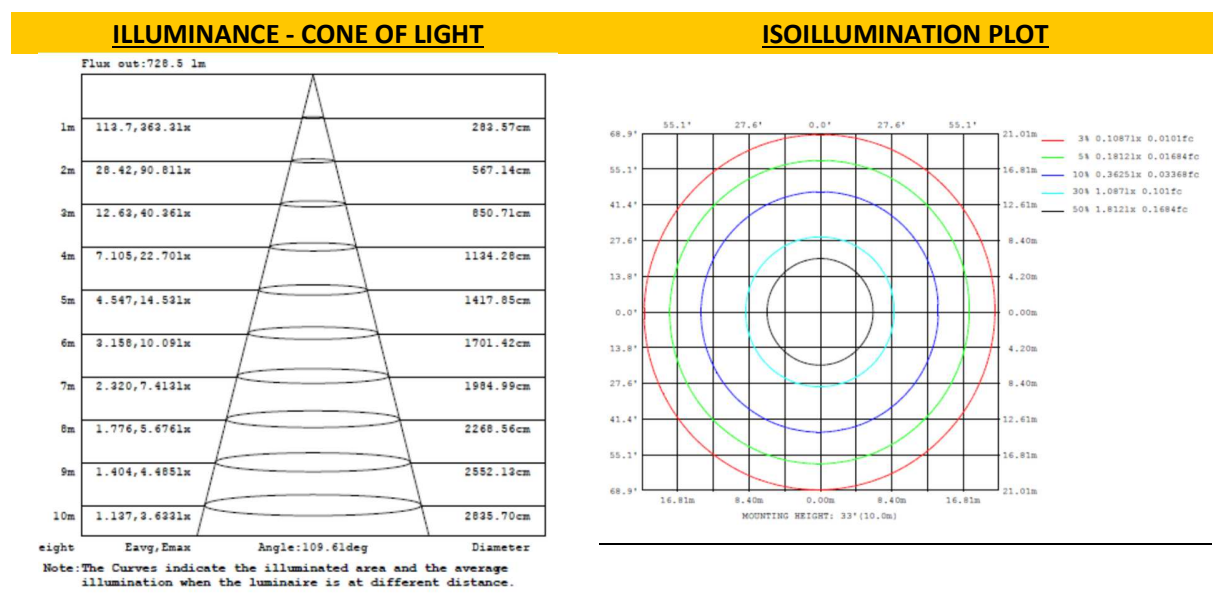 ILLUMINANCE - CONE OF LIGHT
Flux out:728.5 lm
1m 113.7,363.3lx 283.57cm
2m 28.42,90.81lx 567.14cm
3m 12.63,40.36lx 850.71cm
4m 7.105,22.70lx 1134.28cm
5m 4.547,14.53lx 1417.85cm
6m 3.158,10.09lx 1701.42cm
7m 2.320,7.413lx 1984.99cm
8m 1.776,5.676lx 2268.56cm
9m 1.404,4.485lx 2552.13cm
10m 1.137,3.633lx 2835.70cm
eight Eavg,Emax Angle:109.61deg Diameter
Note:The Curves indicate the illuminated area and the average
illumination when the luminaire is at different distance.
ISOILLUMINATION PLOT
55.1' 27.6' 0.0' 27.6' 55.1'
68.9' 21.01m
55.1' 16.81m
41.4' 12.61m
27.6' 8.40m
13.8' 4.20m
0.0' 0.00m
13.8' 4.20m
27.6' 8.40m
41.4' 12.61m
55.1' 16.81m
68.9' 21.01m
16.81m 8.40m 0.00m 8.40m 16.81m
MOUNTING HEIGHT: 33'(10.0m)
3% 0.1087lx 0.0101fc
5% 0.1812lx 0.01684fc
10% 0.3625lx 0.03368fc
30% 1.087lx 0.101fc
50% 1.812lx 0.1684fc